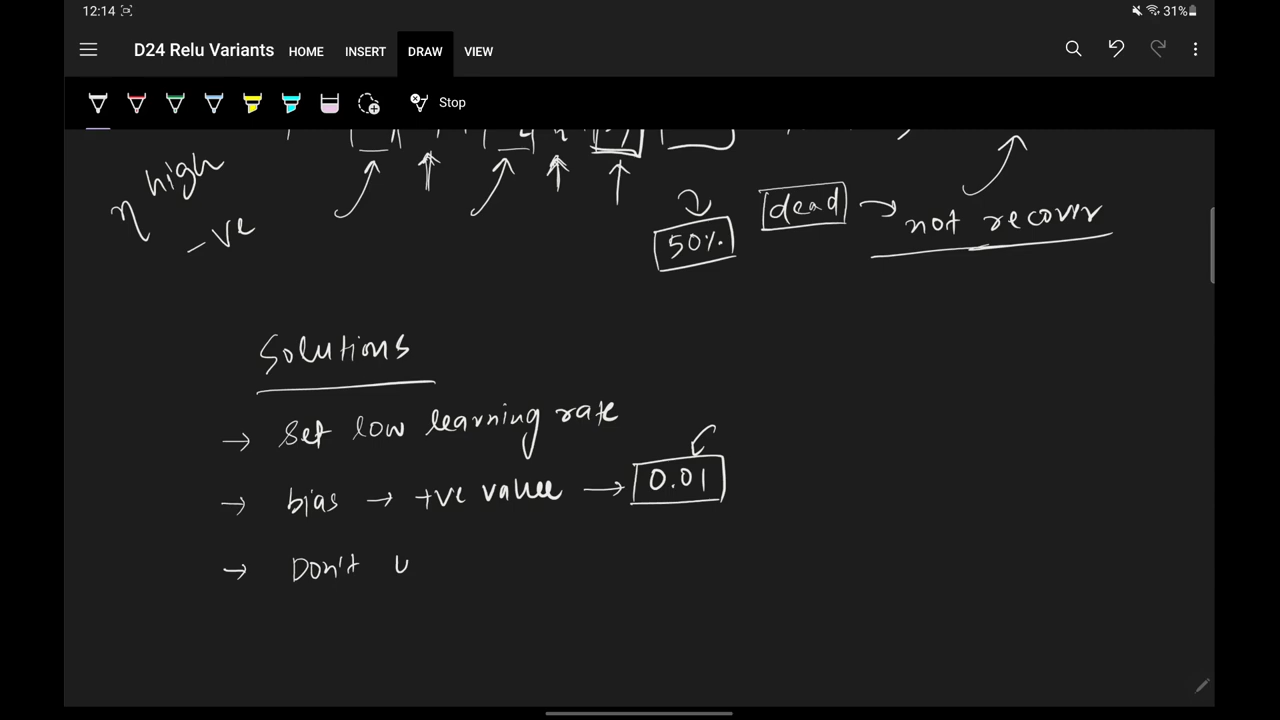 12:14 31%
D24 Relu Variants HOME INSERT DRAW VIEW
Stop
η high
-ve
50%
dead → not recover
Solutions
→ Set low learning rate
→ bias → +ve value → 0.01
→ Don't u